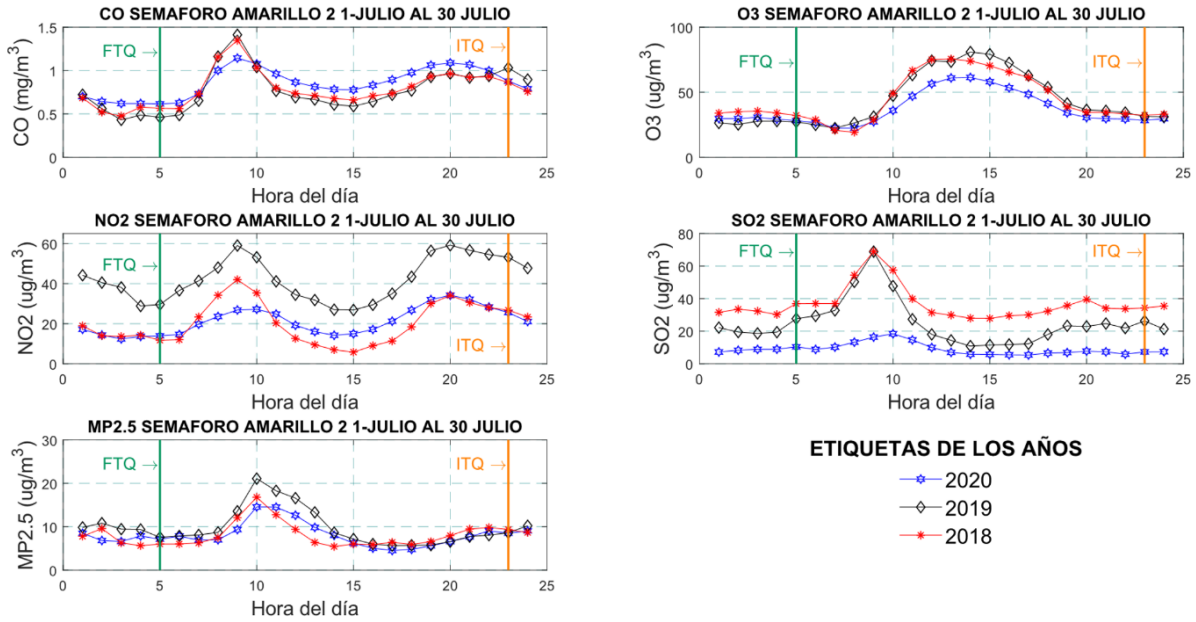 CO SEMAFORO AMARILLO 2 1-JULIO AL 30 JULIO
CO (mg/m³)
1.5
1
0.5
0
FTQ →
ITQ →
0 5 10 15 20 25
Hora del día
O3 SEMAFORO AMARILLO 2 1-JULIO AL 30 JULIO
O3 (ug/m³)
100
50
0
FTQ →
ITQ →
0 5 10 15 20 25
Hora del día
NO2 SEMAFORO AMARILLO 2 1-JULIO AL 30 JULIO
NO2 (ug/m³)
60
40
20
0
FTQ →
ITQ →
0 5 10 15 20 25
Hora del día
SO2 SEMAFORO AMARILLO 2 1-JULIO AL 30 JULIO
SO2 (ug/m³)
80
60
40
20
0
FTQ →
ITQ →
0 5 10 15 20 25
Hora del día
MP2.5 SEMAFORO AMARILLO 2 1-JULIO AL 30 JULIO
MP2.5 (ug/m³)
30
20
10
0
FTQ →
ITQ →
0 5 10 15 20 25
Hora del día
ETIQUETAS DE LOS AÑOS
2020
2019
2018